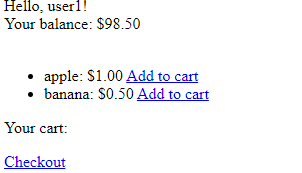 Hello, user1!
Your balance: $98.50
apple: $1.00 Add to cart
banana: $0.50 Add to cart
Your cart:
Checkout